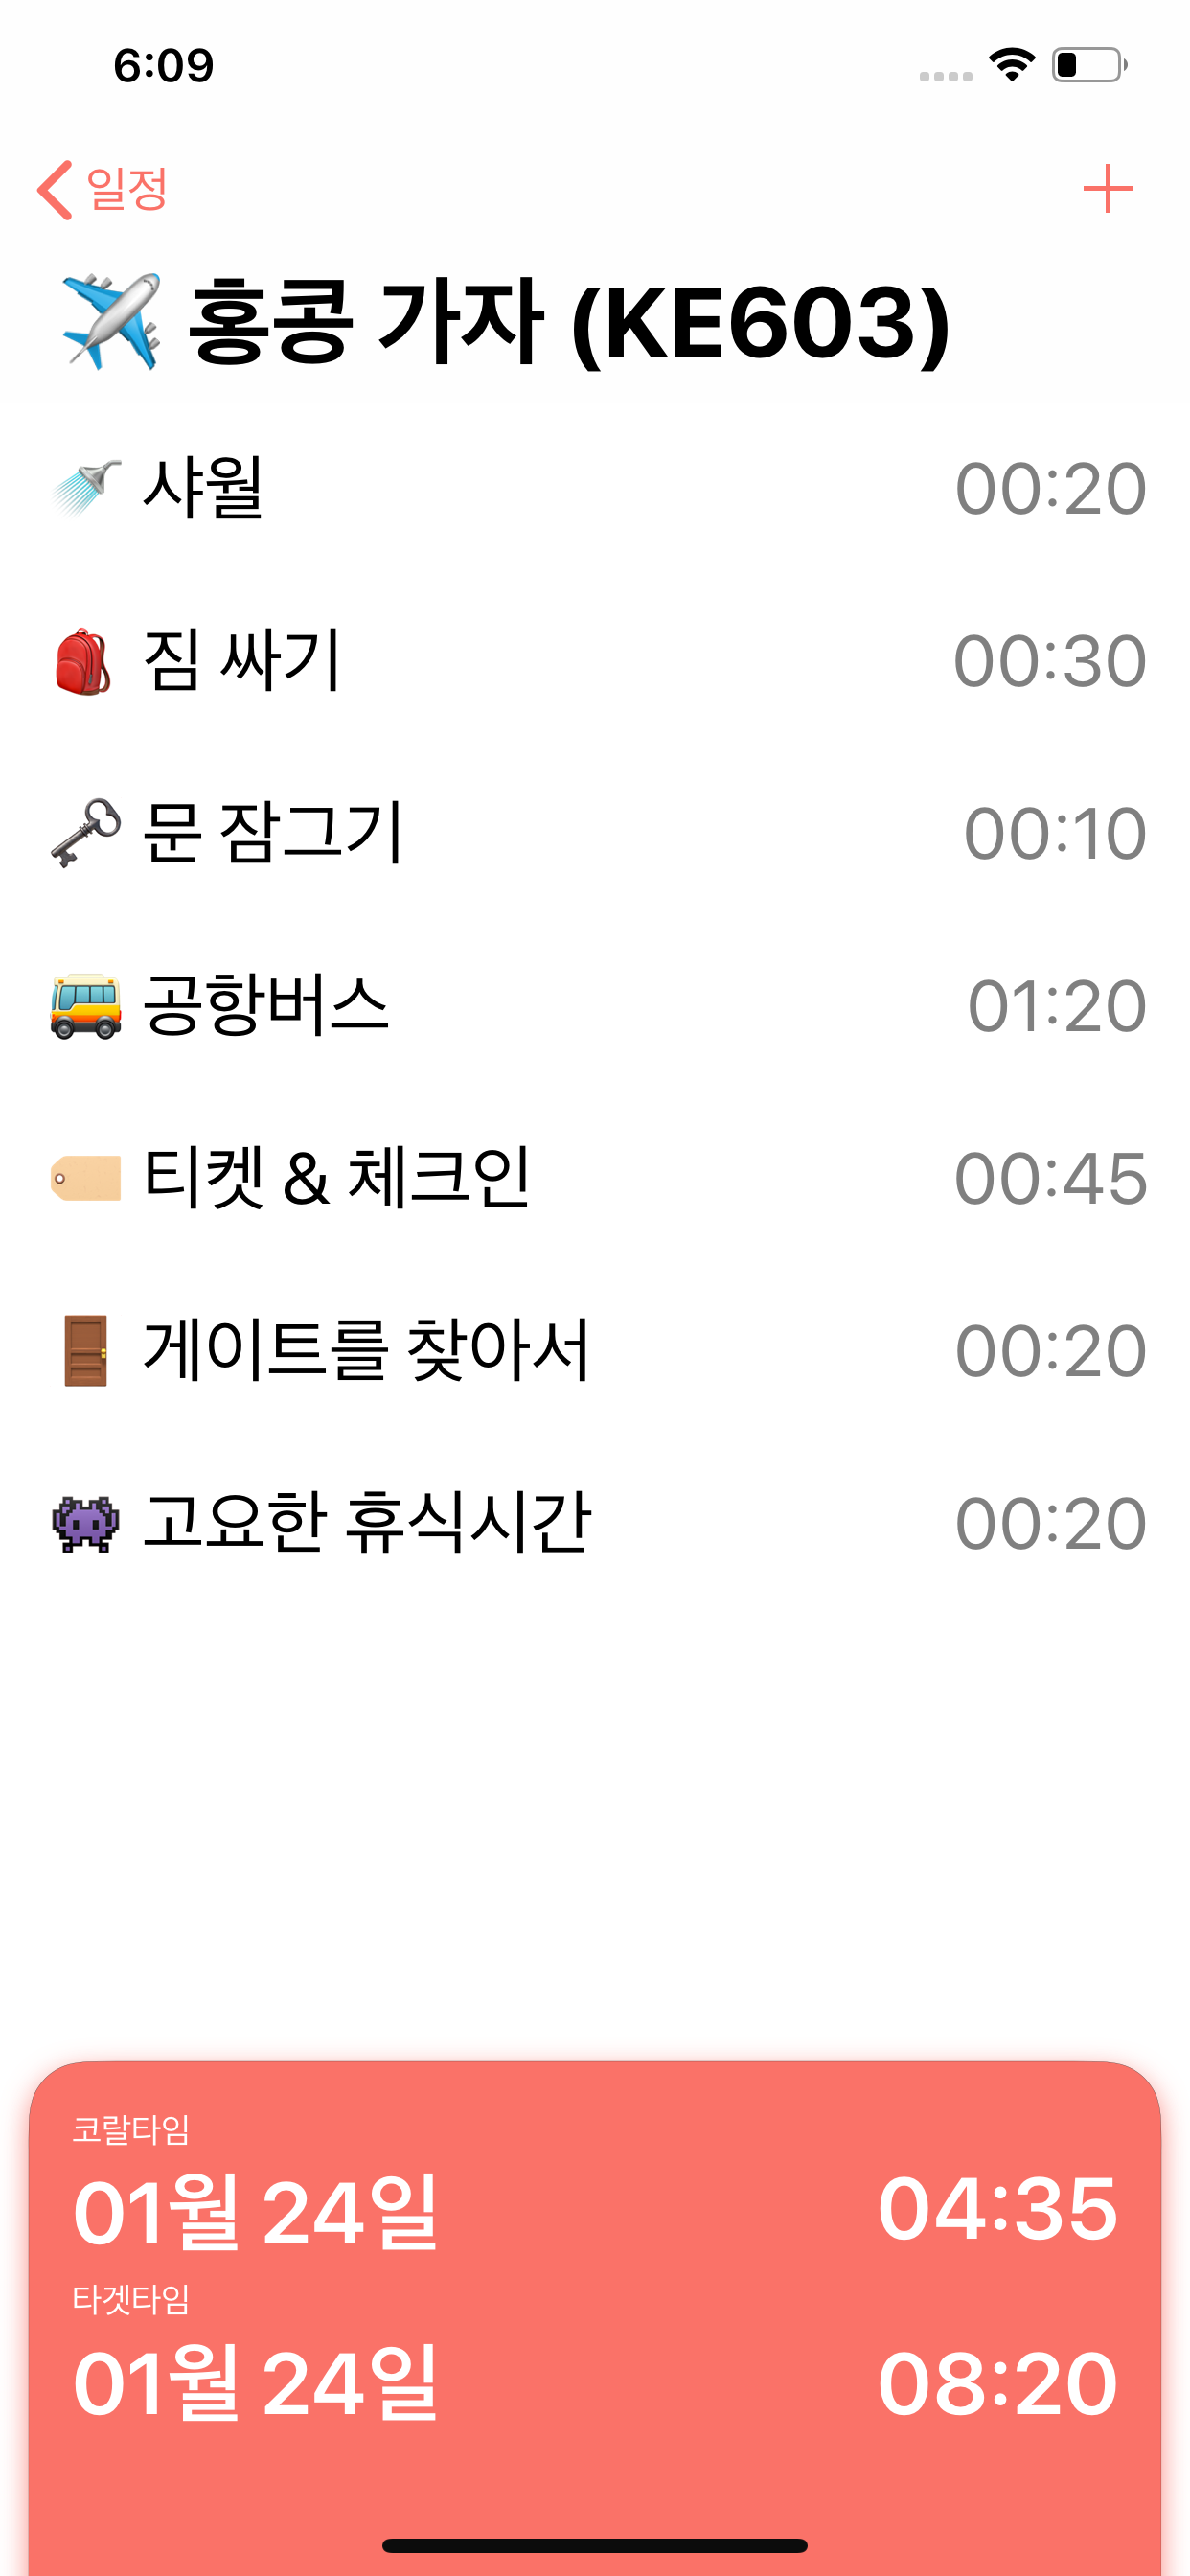 6:09
일정
✈️ 홍콩 가자 (KE603)
🚿 샤월 00:20
🎒 짐 싸기 00:30
🗝 문 잠그기 00:10
🚌 공항버스 01:20
🏷 티켓 & 체크인 00:45
🚪 게이트를 찾아서 00:20
👾 고요한 휴식시간 00:20
코랄타임
01월 24일 04:35
타겟타임
01월 24일 08:20